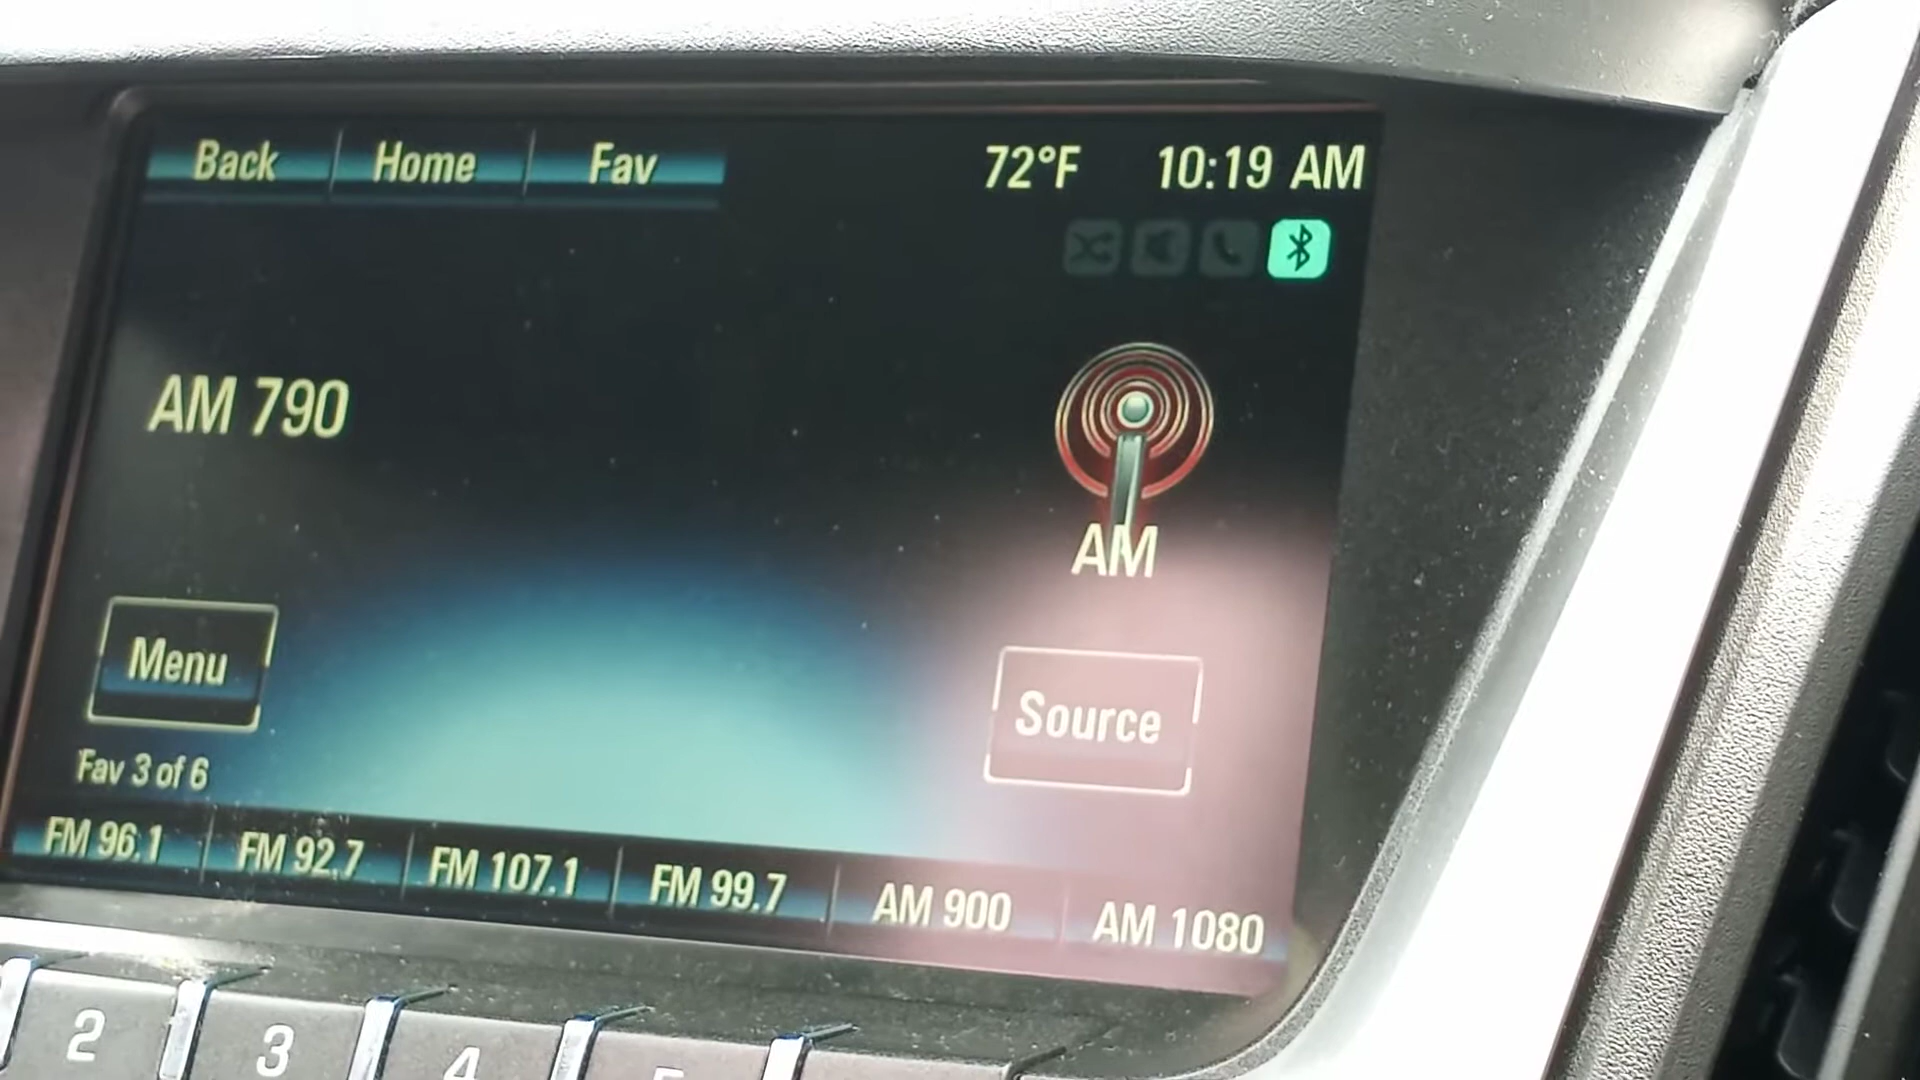 Back Home Fav 72°F 10:19 AM
AM 790
AM
Menu
Source
Fav 3 of 6
FM 96.1 FM 92.7 FM 107.1 FM 99.7 AM 900 AM 1080
2 3 4 5